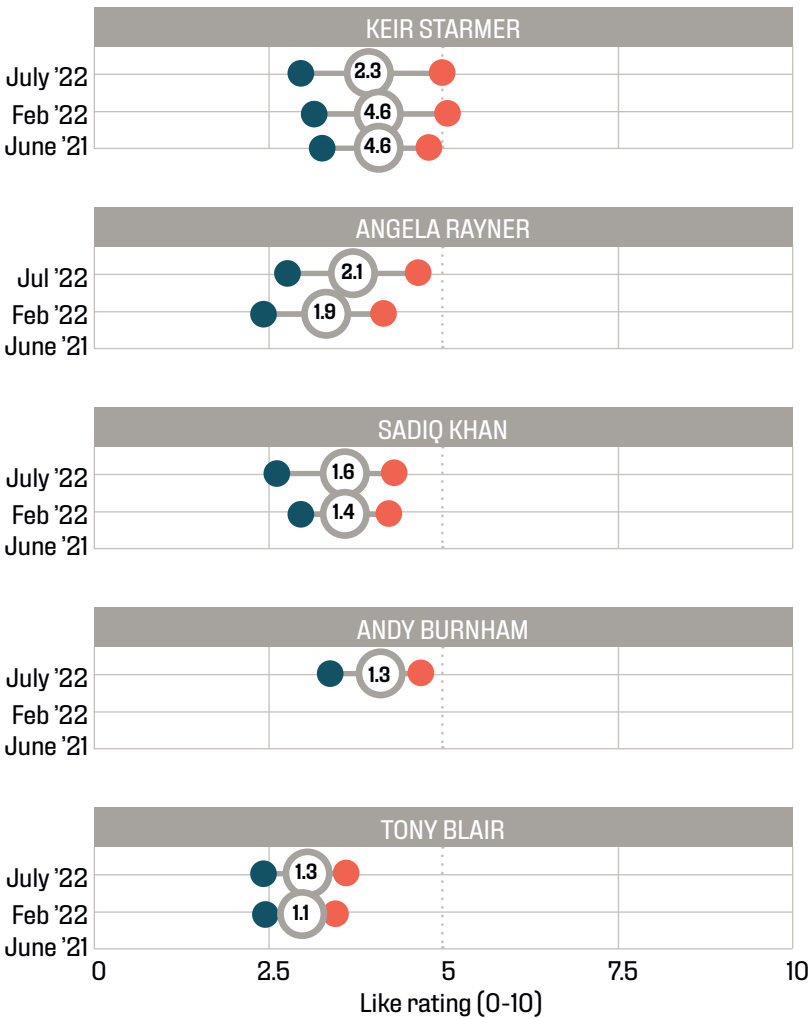 KEIR STARMER
July ’22 2.3
Feb ’22 4.6
June ’21 4.6
ANGELA RAYNER
Jul ’22 2.1
Feb ’22 1.9
June ’21
SADIQ KHAN
July ’22 1.6
Feb ’22 1.4
June ’21
ANDY BURNHAM
July ’22 1.3
Feb ’22
June ’21
TONY BLAIR
July ’22 1.3
Feb ’22 1.1
June ’21
0 2.5 5 7.5 10
Like rating (0-10)